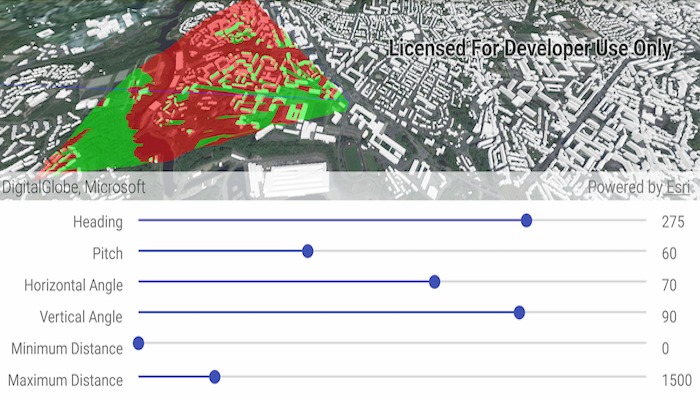 Licensed For Developer Use Only
DigitalGlobe, Microsoft
Powered by Esri
Heading 275
Pitch 60
Horizontal Angle 70
Vertical Angle 90
Minimum Distance 0
Maximum Distance 1500